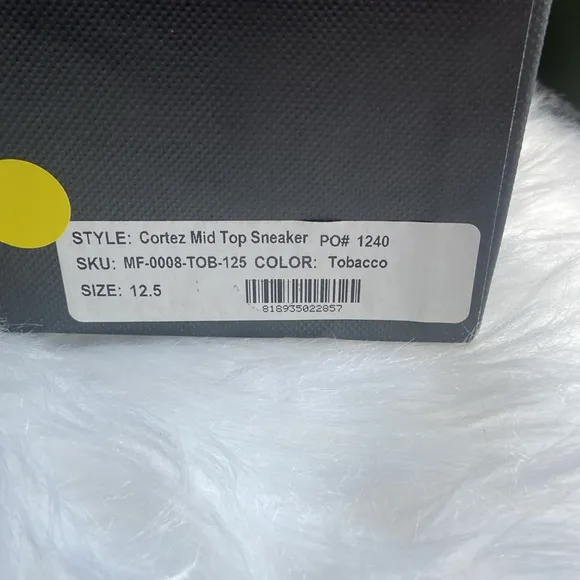 STYLE: Cortez Mid Top Sneaker PO# 1240
SKU: MF-0008-TOB-125 COLOR: Tobacco
SIZE: 12.5
818935022857